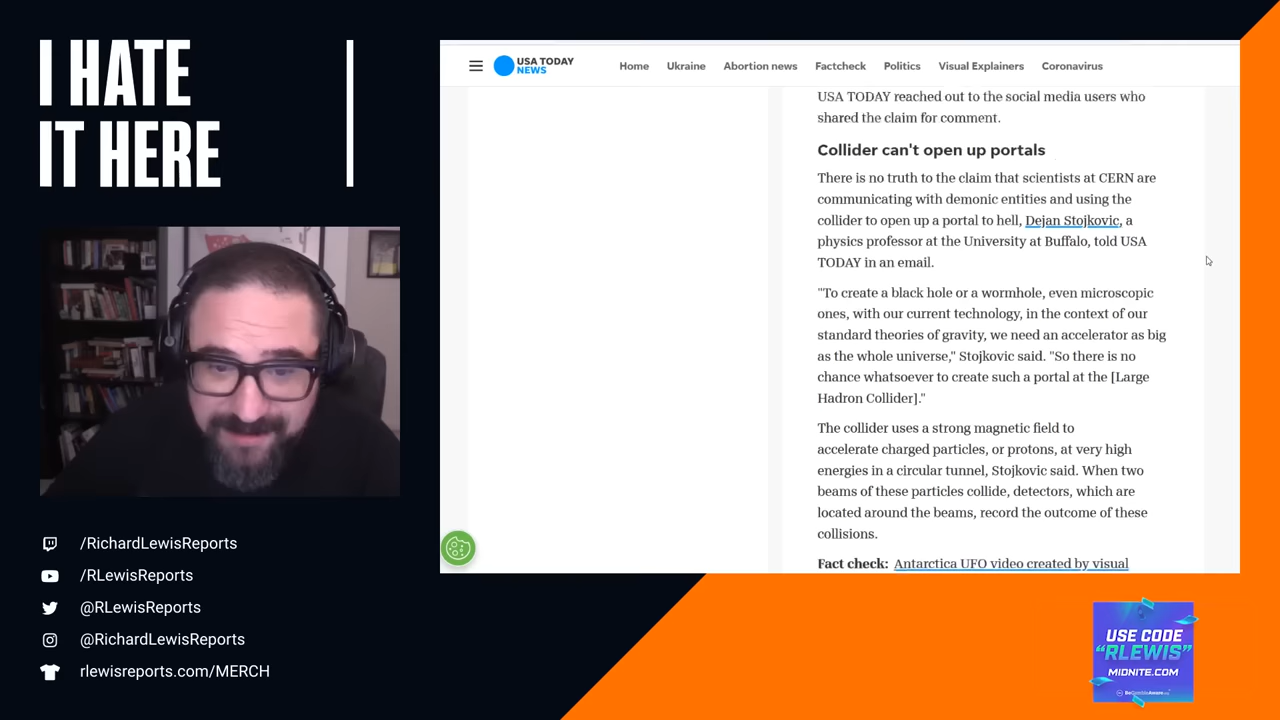 I HATE
IT HERE
/RichardLewisReports
/RLewisReports
@RLewisReports
@RichardLewisReports
rlewisreports.com/MERCH
USA TODAY
NEWS
Home
Ukraine
Abortion news
Factcheck
Politics
Visual Explainers
Coronavirus
USA TODAY reached out to the social media users who
shared the claim for comment.
Collider can't open up portals
There is no truth to the claim that scientists at CERN are
communicating with demonic entities and using the
collider to open up a portal to hell, Dejan Stojkovic, a
physics professor at the University at Buffalo, told USA
TODAY in an email.
"To create a black hole or a wormhole, even microscopic
ones, with our current technology, in the context of our
standard theories of gravity, we need an accelerator as big
as the whole universe," Stojkovic said. "So there is no
chance whatsoever to create such a portal at the [Large
Hadron Collider]."
The collider uses a strong magnetic field to
accelerate charged particles, or protons, at very high
energies in a circular tunnel, Stojkovic said. When two
beams of these particles collide, detectors, which are
located around the beams, record the outcome of these
collisions.
Fact check: Antarctica UFO video created by visual
USE CODE
"RLEWIS"
MIDNITE.COM
BeGambleAware.org